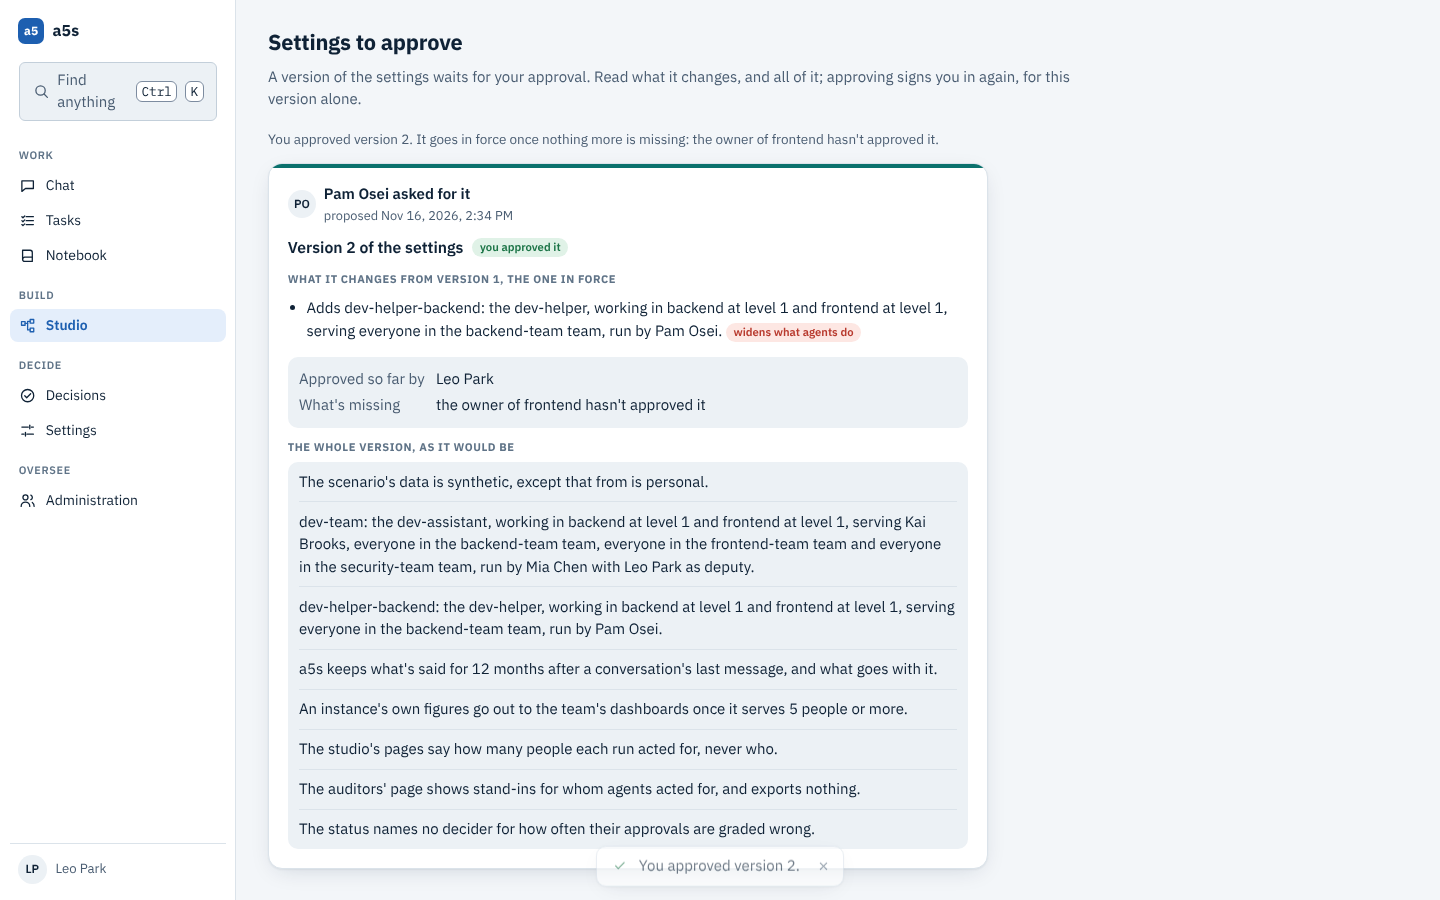 a5 a5s
Find
anything
Ctrl K
WORK
Chat
Tasks
Notebook
BUILD
Studio
DECIDE
Decisions
Settings
OVERSEE
Administration
LP Leo Park
Settings to approve
A version of the settings waits for your approval. Read what it changes, and all of it; approving signs you in again, for this
version alone.
You approved version 2. It goes in force once nothing more is missing: the owner of frontend hasn't approved it.
PO
Pam Osei asked for it
proposed Nov 16, 2026, 2:34 PM
Version 2 of the settings you approved it
WHAT IT CHANGES FROM VERSION 1, THE ONE IN FORCE
• Adds dev-helper-backend: the dev-helper, working in backend at level 1 and frontend at level 1,
serving everyone in the backend-team team, run by Pam Osei. widens what agents do
Approved so far by Leo Park
What's missing the owner of frontend hasn't approved it
THE WHOLE VERSION, AS IT WOULD BE
The scenario's data is synthetic, except that from is personal.
dev-team: the dev-assistant, working in backend at level 1 and frontend at level 1, serving Kai
Brooks, everyone in the backend-team team, everyone in the frontend-team team and everyone
in the security-team team, run by Mia Chen with Leo Park as deputy.
dev-helper-backend: the dev-helper, working in backend at level 1 and frontend at level 1, serving
everyone in the backend-team team, run by Pam Osei.
a5s keeps what's said for 12 months after a conversation's last message, and what goes with it.
An instance's own figures go out to the team's dashboards once it serves 5 people or more.
The studio's pages say how many people each run acted for, never who.
The auditors' page shows stand-ins for whom agents acted for, and exports nothing.
The status names no decider for how often their approvals are graded wrong.
You approved version 2.